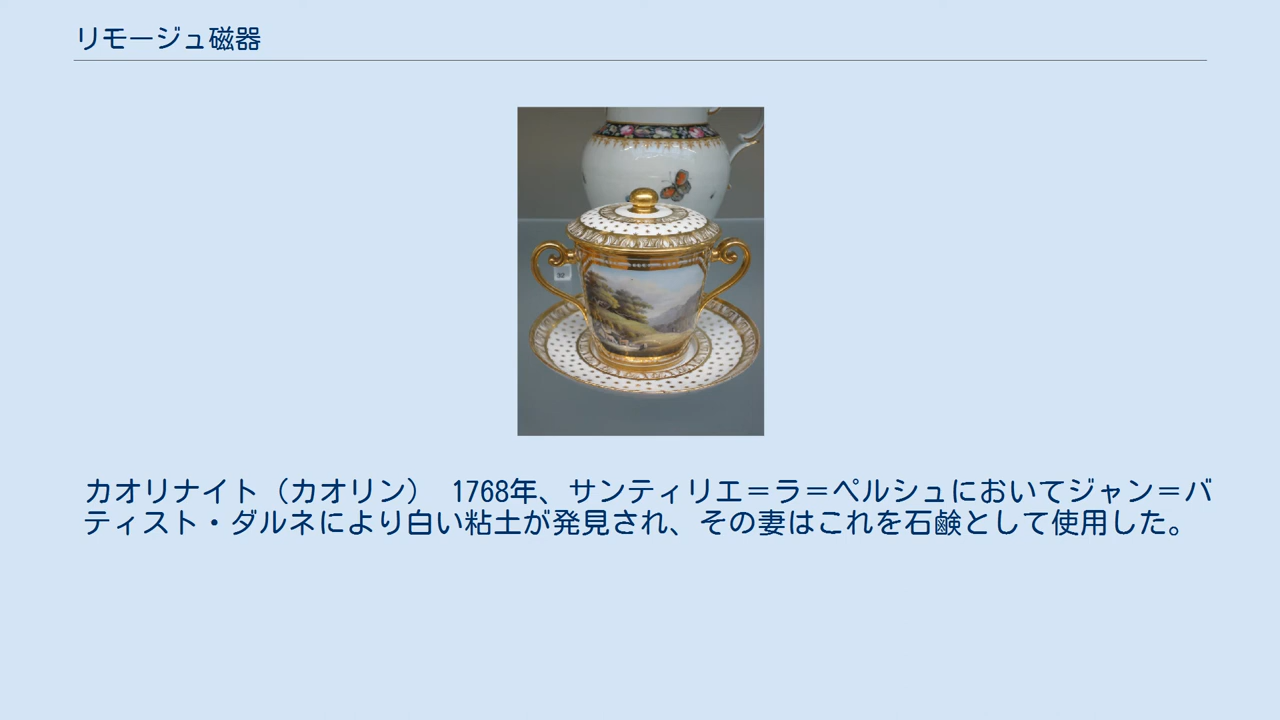 リモージュ磁器
32
カオリナイト（カオリン）　1768年、サンティリエ＝ラ＝ペルシュにおいてジャン＝バ
ティスト・ダルネにより白い粘土が発見され、その妻はこれを石鹸として使用した。